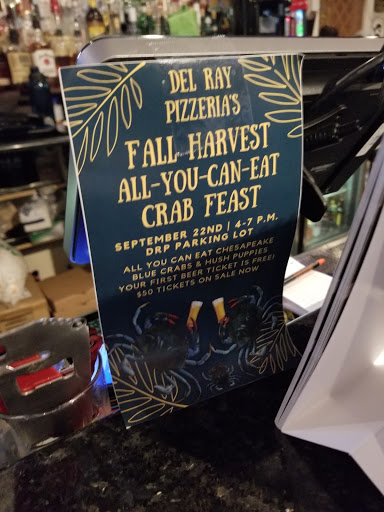 DEL RAY
PIZZERIA'S
FALL HARVEST
ALL-YOU-CAN-EAT
CRAB FEAST
SEPTEMBER 22ND | 4-7 P.M.
DRP PARKING LOT
ALL YOU CAN EAT CHESAPEAKE
BLUE CRABS & HUSH PUPPIES
YOUR FIRST BEER TICKET IS FREE!
$50 TICKETS ON SALE NOW